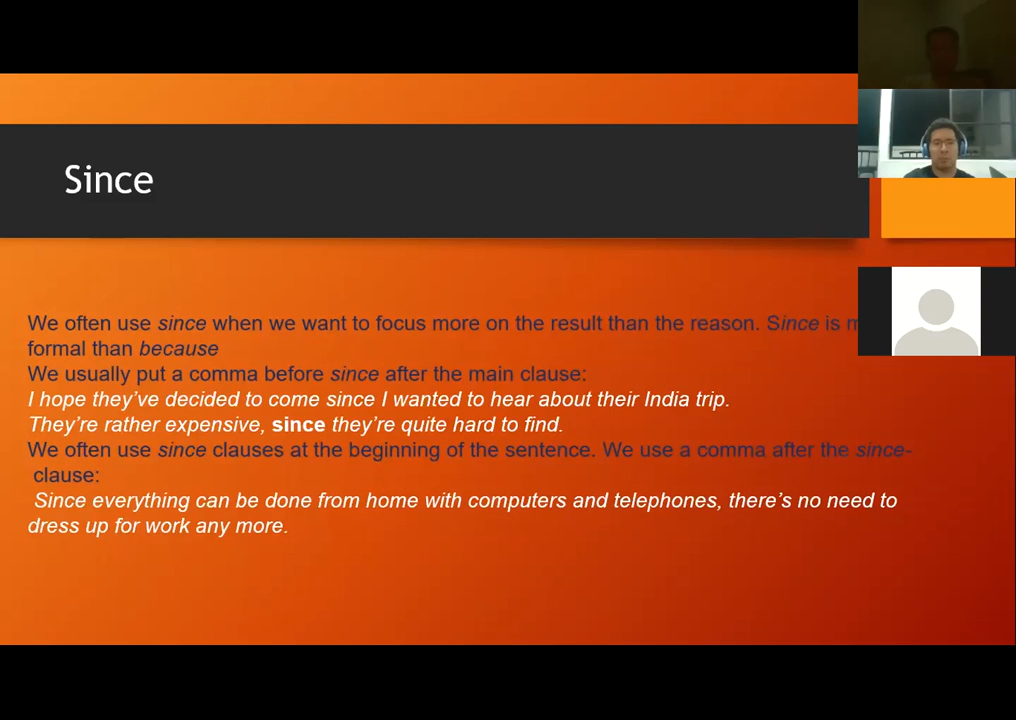 Since
We often use since when we want to focus more on the result than the reason. Since is
formal than because
We usually put a comma before since after the main clause:
I hope they’ve decided to come since I wanted to hear about their India trip.
They’re rather expensive, since they’re quite hard to find.
We often use since clauses at the beginning of the sentence. We use a comma after the since-
clause:
Since everything can be done from home with computers and telephones, there’s no need to
dress up for work any more.